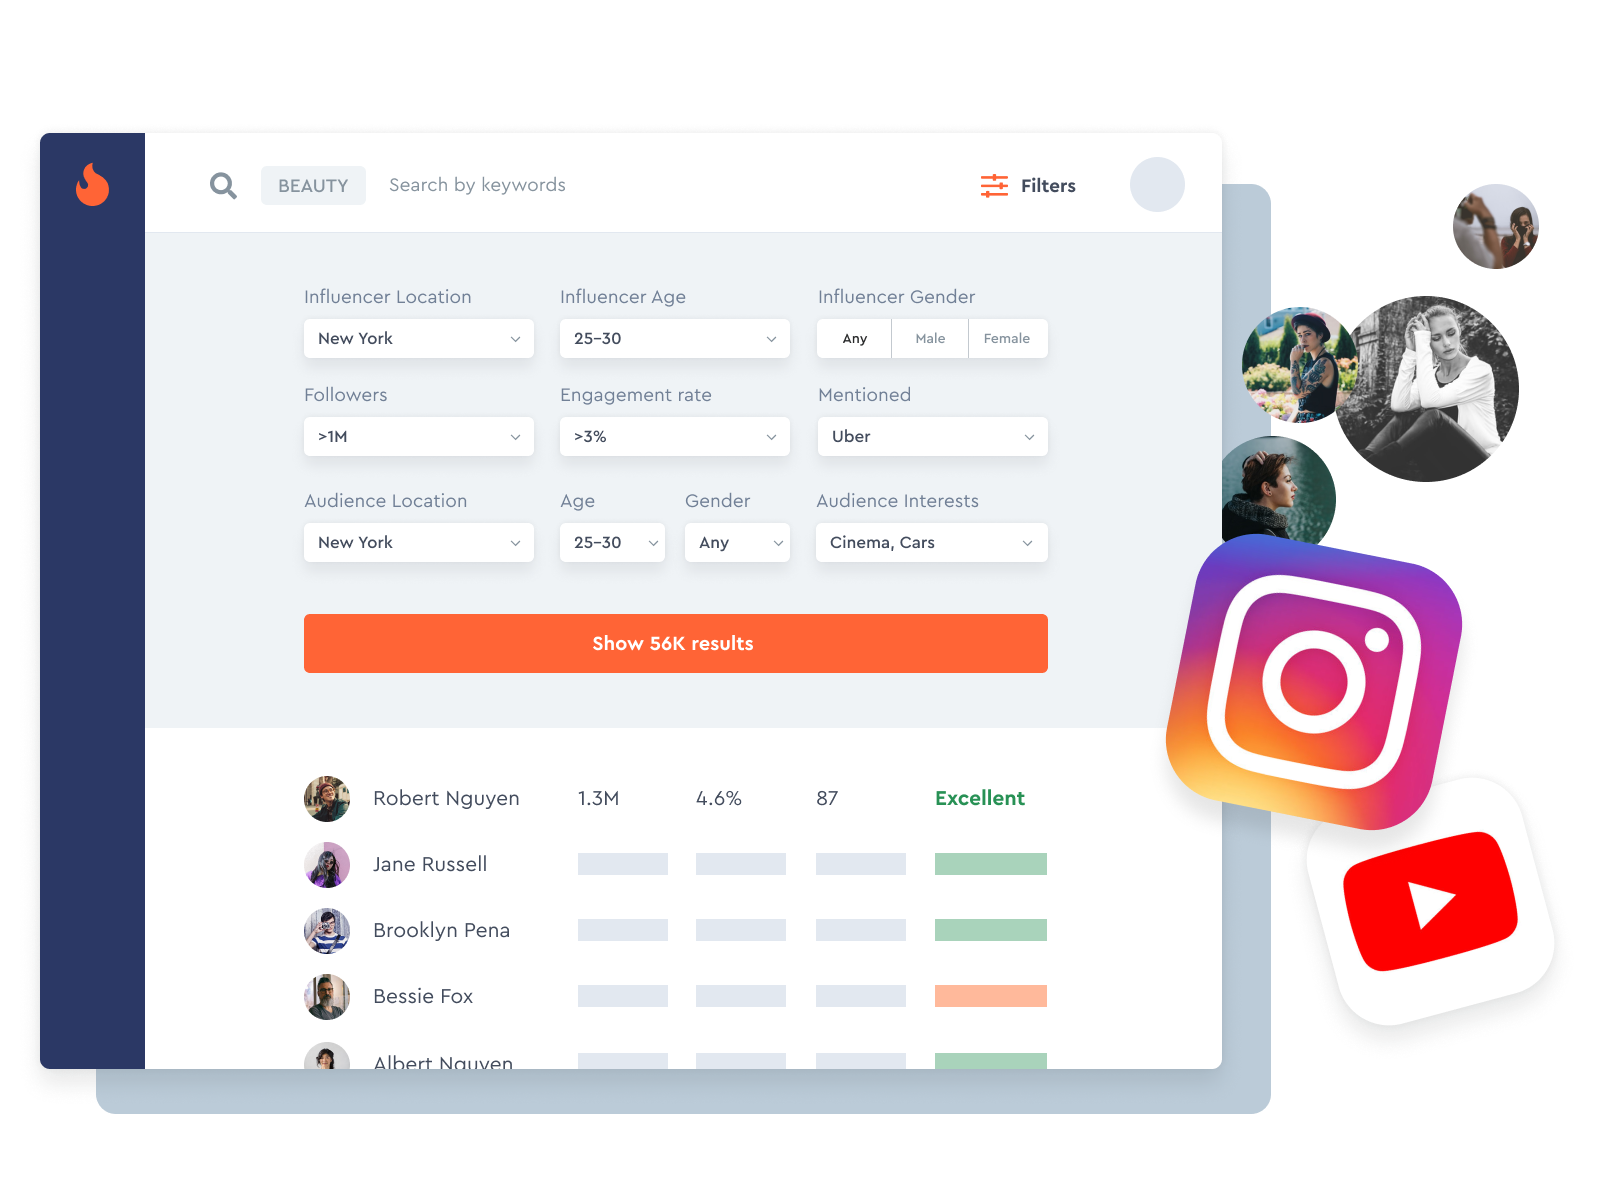 BEAUTY Search by keywords Filters
Influencer Location Influencer Age Influencer Gender
New York 25–30 Any Male Female
Followers Engagement rate Mentioned
>1M >3% Uber
Audience Location Age Gender Audience Interests
New York 25–30 Any Cinema, Cars
Show 56K results
Robert Nguyen 1.3M 4.6% 87 Excellent
Jane Russell
Brooklyn Pena
Bessie Fox
Albert Nguyen